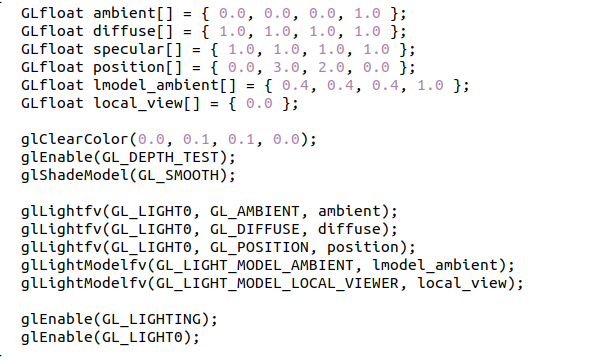 GLfloat ambient[] = { 0.0, 0.0, 0.0, 1.0 };
GLfloat diffuse[] = { 1.0, 1.0, 1.0, 1.0 };
GLfloat specular[] = { 1.0, 1.0, 1.0, 1.0 };
GLfloat position[] = { 0.0, 3.0, 2.0, 0.0 };
GLfloat lmodel_ambient[] = { 0.4, 0.4, 0.4, 1.0 };
GLfloat local_view[] = { 0.0 };

glClearColor(0.0, 0.1, 0.1, 0.0);
glEnable(GL_DEPTH_TEST);
glShadeModel(GL_SMOOTH);

glLightfv(GL_LIGHT0, GL_AMBIENT, ambient);
glLightfv(GL_LIGHT0, GL_DIFFUSE, diffuse);
glLightfv(GL_LIGHT0, GL_POSITION, position);
glLightModelfv(GL_LIGHT_MODEL_AMBIENT, lmodel_ambient);
glLightModelfv(GL_LIGHT_MODEL_LOCAL_VIEWER, local_view);

glEnable(GL_LIGHTING);
glEnable(GL_LIGHT0);